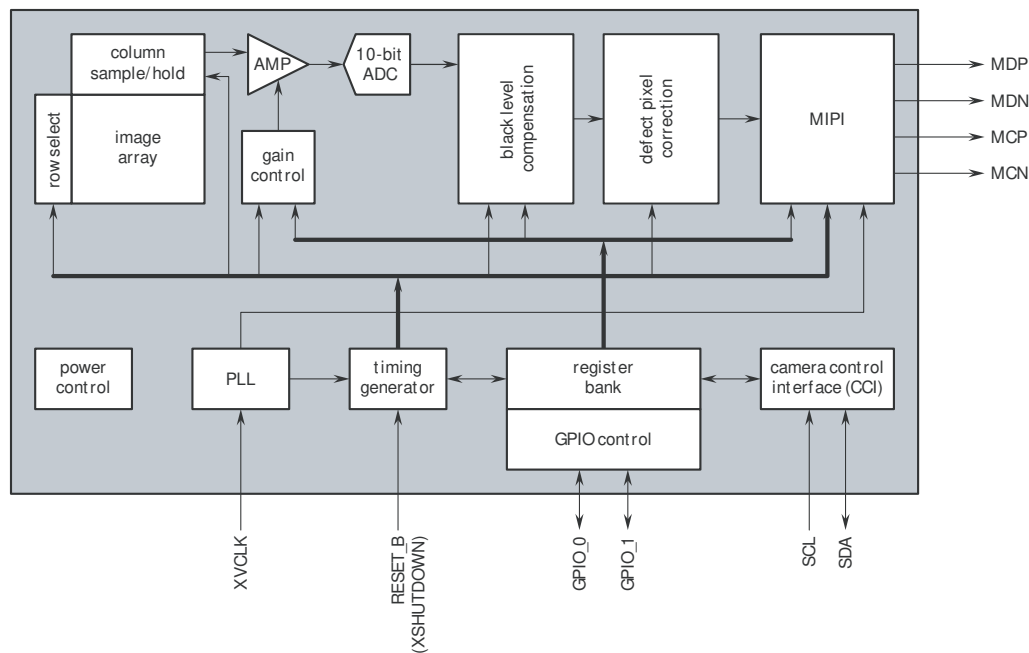 column
sample/hold
AMP
10-bit
ADC
black level
compensation
defect pixel
correction
MIPI
MDP
MDN
MCP
MCN
row select
image
array
gain
control
power
control
PLL
timing
generator
register
bank
camera control
interface (CCI)
GPIO control
XVCLK
RESET_B
(XSHUTDOWN)
GPIO_0
GPIO_1
SCL
SDA